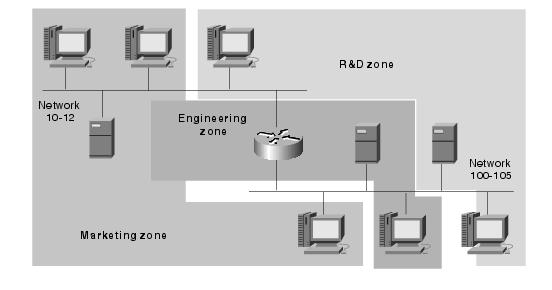 R&D zone
Network
10-12
Engineering
zone
Network
100-105
Marketing zone